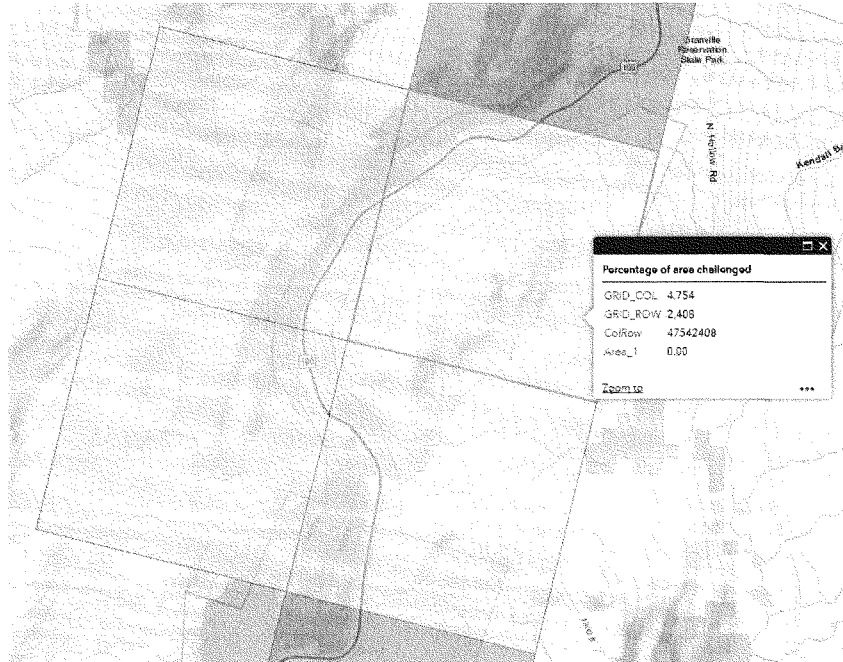 Granville
Reservation
State Park
100
N Hollow Rd
Kendall
Percentage of area challenged
GRID_COL 4,754
GRID_ROW 2,408
ColRow 47542408
Area_1 0.00
Zoom to
•••